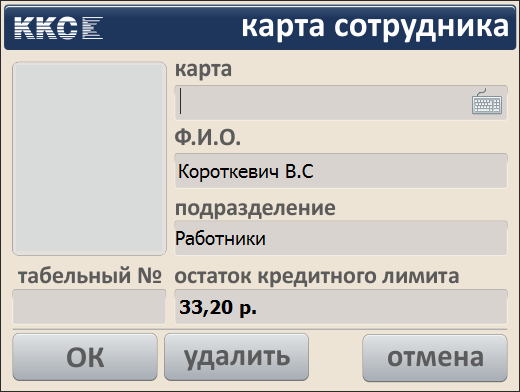 ККС
карта сотрудника
карта
Ф.И.О.
Короткевич В.С
подразделение
Работники
табельный № остаток кредитного лимита
33,20 р.
ОК удалить отмена